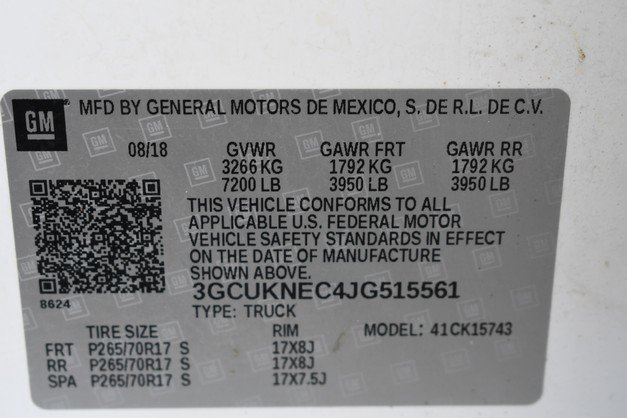 GM MFD BY GENERAL MOTORS DE MEXICO, S. DE R.L. DE C.V.
08/18 GVWR GAWR FRT GAWR RR
3266 KG 1792 KG 1792 KG
7200 LB 3950 LB 3950 LB
THIS VEHICLE CONFORMS TO ALL
APPLICABLE U.S. FEDERAL MOTOR
VEHICLE SAFETY STANDARDS IN EFFECT
ON THE DATE OF MANUFACTURE
SHOWN ABOVE.
3GCUKNEC4JG515561
8624
TYPE: TRUCK
TIRE SIZE RIM MODEL: 41CK15743
FRT P265/70R17 S 17X8J
RR P265/70R17 S 17X8J
SPA P265/70R17 S 17X7.5J